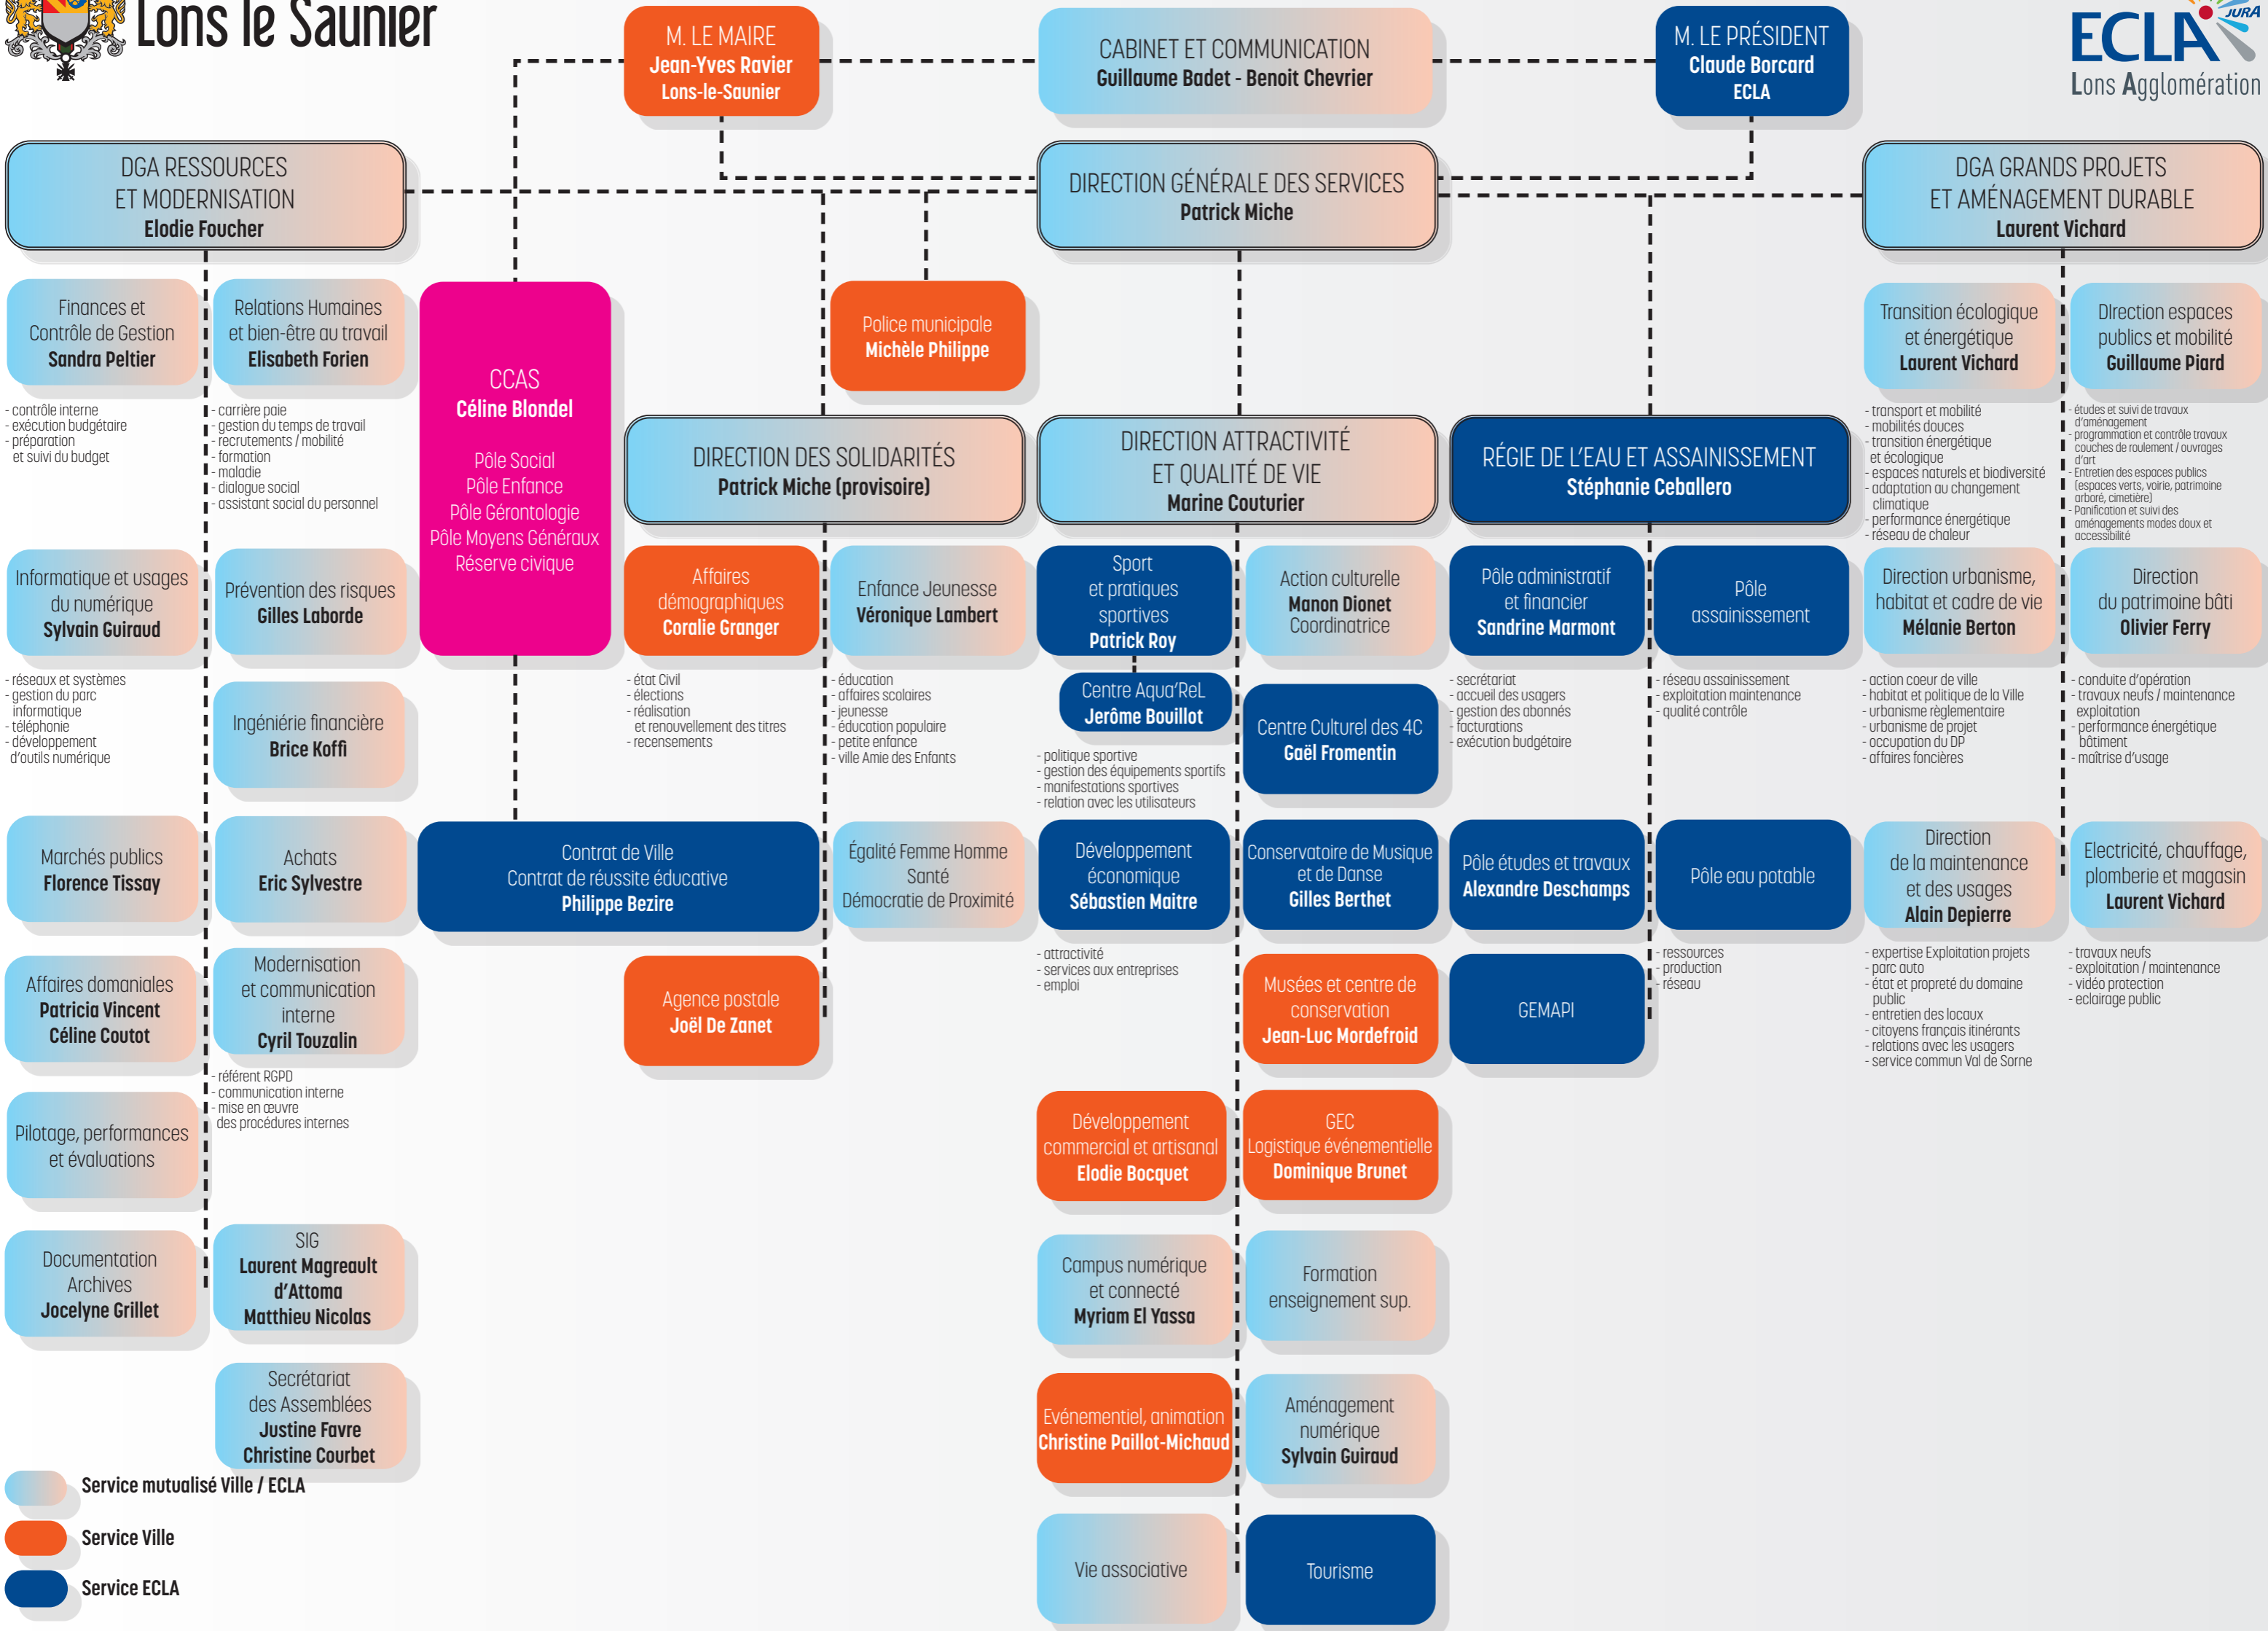 Lons le Saunier
M. LE MAIRE
Jean-Yves Ravier
Lons-le-Saunier
CABINET ET COMMUNICATION
Guillaume Badet - Benoit Chevrier
M. LE PRÉSIDENT
Claude Borcard
ECLA
JURA
ECLA
Lons Agglomération
DGA RESSOURCES
ET MODERNISATION
Elodie Foucher
DIRECTION GÉNÉRALE DES SERVICES
Patrick Miche
DGA GRANDS PROJETS
ET AMÉNAGEMENT DURABLE
Laurent Vichard
Finances et
Contrôle de Gestion
Sandra Peltier
- contrôle interne
- exécution budgétaire
- préparation
et suivi du budget
Relations Humaines
et bien-être au travail
Elisabeth Forien
- carrière paie
- gestion du temps de travail
- recrutements / mobilité
- formation
- maladie
- dialogue social
- assistant social du personnel
CCAS
Céline Blondel
Pôle Social
Pôle Enfance
Pôle Gérontologie
Pôle Moyens Généraux
Réserve civique
Police municipale
Michèle Philippe
DIRECTION DES SOLIDARITÉS
Patrick Miche (provisoire)
DIRECTION ATTRACTIVITÉ
ET QUALITÉ DE VIE
Marine Couturier
RÉGIE DE L'EAU ET ASSAINISSEMENT
Stéphanie Ceballero
Transition écologique
et énergétique
Laurent Vichard
- transport et mobilité
- mobilités douces
- transition énergétique
et écologique
- espaces naturels et biodiversité
- adaptation au changement
climatique
- performance énergétique
- réseau de chaleur
DIrection espaces
publics et mobilité
Guillaume Piard
- études et suivi de travaux
d'aménagement
- programmation et contrôle travaux
couches de roulement / ouvrages
d'art
- Entretien des espaces publics
(espaces verts, voirie, patrimoine
arboré, cimetière)
- Panification et suivi des
aménagements modes doux et
accessibilité
Informatique et usages
du numérique
Sylvain Guiraud
- réseaux et systèmes
- gestion du parc
informatique
- téléphonie
- développement
d'outils numérique
Prévention des risques
Gilles Laborde
Ingéniérie financière
Brice Koffi
Affaires
démographiques
Coralie Granger
- état Civil
- élections
- réalisation
et renouvellement des titres
- recensements
Enfance Jeunesse
Véronique Lambert
- éducation
- affaires scolaires
- jeunesse
- éducation populaire
- petite enfance
- ville Amie des Enfants
Sport
et pratiques
sportives
Patrick Roy
Centre Aqua'ReL
Jerôme Bouillot
- politique sportive
- gestion des équipements sportifs
- manifestations sportives
- relation avec les utilisateurs
Action culturelle
Manon Dionet
Coordinatrice
Centre Culturel des 4C
Gaël Fromentin
Pôle administratif
et financier
Sandrine Marmont
- secrétariat
- accueil des usagers
- gestion des abonnés
- facturations
- exécution budgétaire
Pôle
assainissement
- réseau assainissement
- exploitation maintenance
- qualité contrôle
Direction urbanisme,
habitat et cadre de vie
Mélanie Berton
- action coeur de ville
- habitat et politique de la Ville
- urbanisme règlementaire
- urbanisme de projet
- occupation du DP
- affaires foncières
Direction
du patrimoine bâti
Olivier Ferry
- conduite d'opération
- travaux neufs / maintenance
exploitation
- performance énergétique
bâtiment
- maîtrise d'usage
Marchés publics
Florence Tissay
Achats
Eric Sylvestre
Contrat de Ville
Contrat de réussite éducative
Philippe Bezire
Égalité Femme Homme
Santé
Démocratie de Proximité
Développement
économique
Sébastien Maitre
- attractivité
- services aux entreprises
- emploi
Conservatoire de Musique
et de Danse
Gilles Berthet
Pôle études et travaux
Alexandre Deschamps
Pôle eau potable
- ressources
- production
- réseau
Direction
de la maintenance
et des usages
Alain Depierre
- expertise Exploitation projets
- parc auto
- état et propreté du domaine
public
- entretien des locaux
- citoyens français itinérants
- relations avec les usagers
- service commun Val de Sorne
Electricité, chauffage,
plomberie et magasin
Laurent Vichard
- travaux neufs
- exploitation / maintenance
- vidéo protection
- eclairage public
Affaires domaniales
Patricia Vincent
Céline Coutot
Modernisation
et communication
interne
Cyril Touzalin
- référent RGPD
- communication interne
- mise en œuvre
des procédures internes
Agence postale
Joël De Zanet
Musées et centre de
conservation
Jean-Luc Mordefroid
GEMAPI
Pilotage, performances
et évaluations
Développement
commercial et artisanal
Elodie Bocquet
GEC
Logistique événementielle
Dominique Brunet
Documentation
Archives
Jocelyne Grillet
SIG
Laurent Magreault
d'Attoma
Matthieu Nicolas
Campus numérique
et connecté
Myriam El Yassa
Formation
enseignement sup.
Secrétariat
des Assemblées
Justine Favre
Christine Courbet
Evénementiel, animation
Christine Paillot-Michaud
Aménagement
numérique
Sylvain Guiraud
Vie associative
Tourisme
Service mutualisé Ville / ECLA
Service Ville
Service ECLA